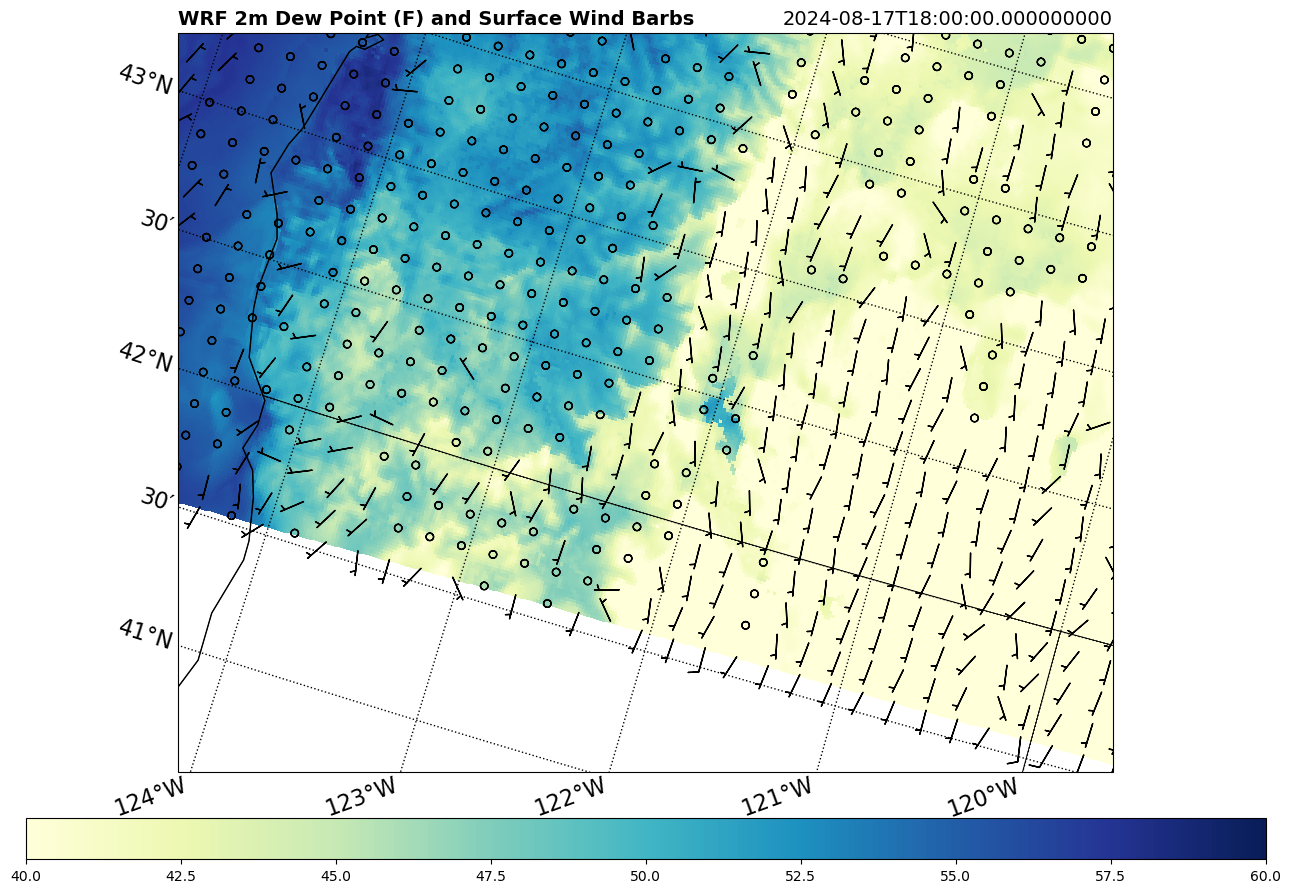 WRF 2m Dew Point (F) and Surface Wind Barbs 2024-08-17T18:00:00.000000000
43°N
30′
42°N
30′
41°N
124°W 123°W 122°W 121°W 120°W
40.0 42.5 45.0 47.5 50.0 52.5 55.0 57.5 60.0